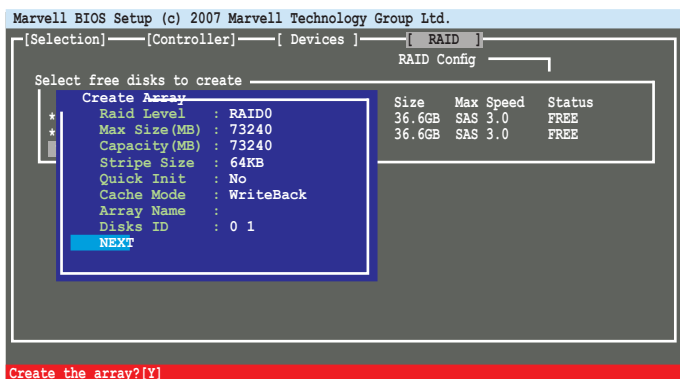 Marvell BIOS Setup (c) 2007 Marvell Technology Group Ltd.
[Selection] [Controller] [ Devices ] [ RAID ]
RAID Config
Select free disks to create
Create Array
Size Max Speed Status
* Raid Level : RAID0 36.6GB SAS 3.0 FREE
* Max Size(MB) : 73240 36.6GB SAS 3.0 FREE
Capacity(MB) : 73240
Stripe Size : 64KB
Quick Init : No
Cache Mode : WriteBack
Array Name :
Disks ID : 0 1
NEXT
Create the array?[Y]